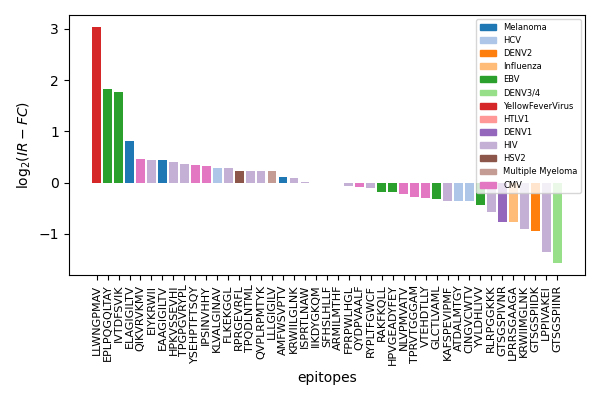 log₂(IR − FC)
3
2
1
0
−1
Melanoma
HCV
DENV2
Influenza
EBV
DENV3/4
YellowFeverVirus
HTLV1
DENV1
HIV
HSV2
Multiple Myeloma
CMV
LLWNGPMAV
EPLPQGQLTAY
IVTDFSVIK
ELAGIGILTV
QIKVRVKMV
EIYKRWII
EAAGIGILTV
HPKVSSEVHI
TPGPGVRYPL
YSEHPTFTSQY
IPSINVHHY
KLVALGINAV
FLKEKGGL
RPRGEVRFL
TPQDLNTML
QVPLRPMTYK
LLLGIGILV
AMFWSVPTV
KRWIILGLNK
ISPRTLNAW
IIKDYGKQM
SFHSLHLLF
ARMILMTHF
FPRPWLHGL
QYDPVAALF
RYPLTFGWCF
RAKFKQLL
HPVGEADYFEY
NLVPMVATV
TPRVTGGGAM
VTEHDTLLY
GLCTLVAML
KAFSPEVIPMF
ATDALMTGY
CINGVCWTV
YVLDHLIVV
RLRPGGKKK
GTSGSPIVNR
LPRRSGAAGA
KRWIIMGLNK
GTSGSPIIDK
LPPIVAKEI
GTSGSPIINR
epitopes